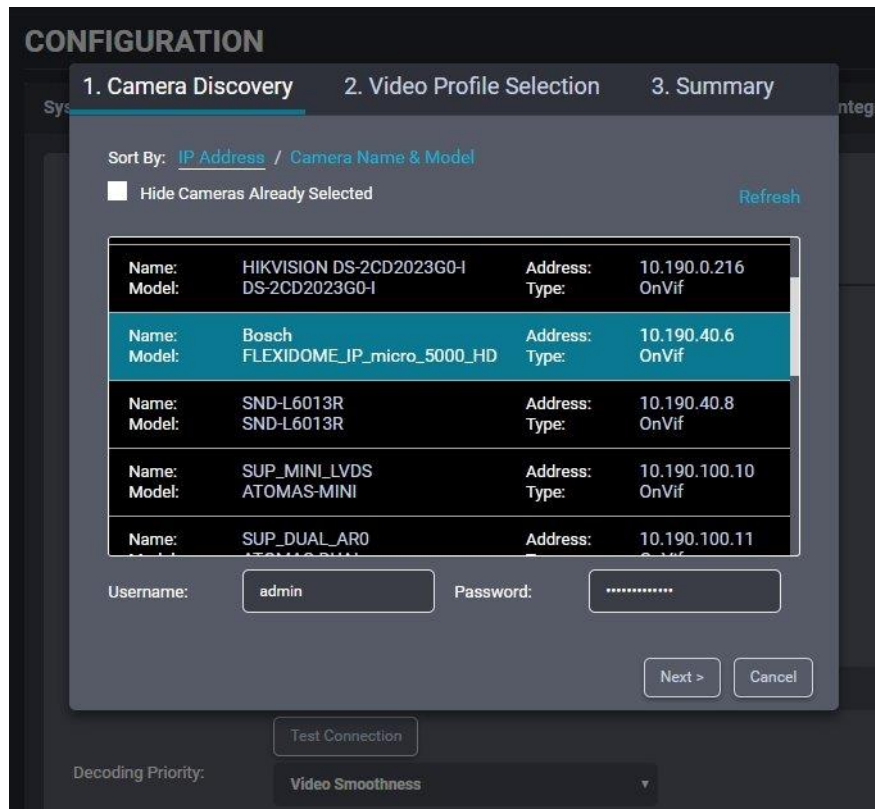 CONFIGURATION
1. Camera Discovery 2. Video Profile Selection 3. Summary
Sys
nteg
Sort By: IP Address / Camera Name & Model
Hide Cameras Already Selected
Refresh
Name: HIKVISION DS-2CD2023G0-I Address: 10.190.0.216
Model: DS-2CD2023G0-I Type: OnVif
Name: Bosch Address: 10.190.40.6
Model: FLEXIDOME_IP_micro_5000_HD Type: OnVif
Name: SND-L6013R Address: 10.190.40.8
Model: SND-L6013R Type: OnVif
Name: SUP_MINI_LVDS Address: 10.190.100.10
Model: ATOMAS-MINI Type: OnVif
Name: SUP_DUAL_AR0 Address: 10.190.100.11
Username: admin Password: •••••••••••••
Next > Cancel
Test Connection
Decoding Priority: Video Smoothness